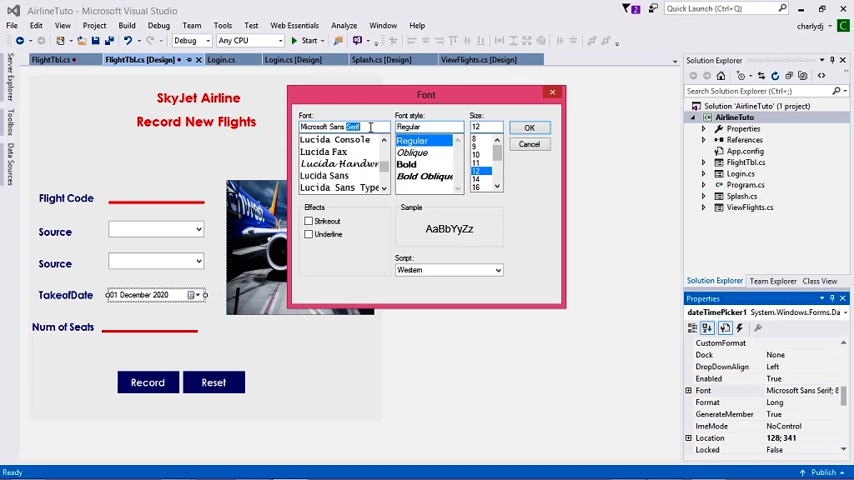 AirlineTuto - Microsoft Visual Studio
Quick Launch (Ctrl+Q)
File Edit View Project Build Debug Team Tools Test Web Essentials Analyze Window Help
charlydj
Debug Any CPU Start
FlightTbl.cs FlightTbl.cs [Design] Login.cs Login.cs [Design] Splash.cs [Design] ViewFlights.cs [Design]
Server Explorer
Toolbox
Data Sources
SkyJet Airline
Record New Flights
Flight Code
Source
Source
TakeofDate
01 December 2020
Num of Seats
Record Reset
Font
Font:
Microsoft Sans Serif
Lucida Console
Lucida Fax
Lucida Handwr
Lucida Sans
Lucida Sans Type
Font style:
Regular
Regular
Oblique
Bold
Bold Oblique
Size:
12
8
9
10
11
12
14
16
OK
Cancel
Effects
Strikeout
Underline
Sample
AaBbYyZz
Script:
Western
Solution Explorer
Search Solution Explorer (Ctrl+;)
Solution 'AirlineTuto' (1 project)
AirlineTuto
Properties
References
FlightTbl.cs
Login.cs
Program.cs
Splash.cs
ViewFlights.cs
Solution Explorer Team Explorer Class View
Properties
dateTimePicker1 System.Windows.Forms.Da
CustomFormat
Dock None
DropDownAlign Left
Enabled True
Font Microsoft Sans Serif; 8
Format Long
GenerateMember True
ImeMode NoControl
Location 128; 341
Locked False
Ready
Publish